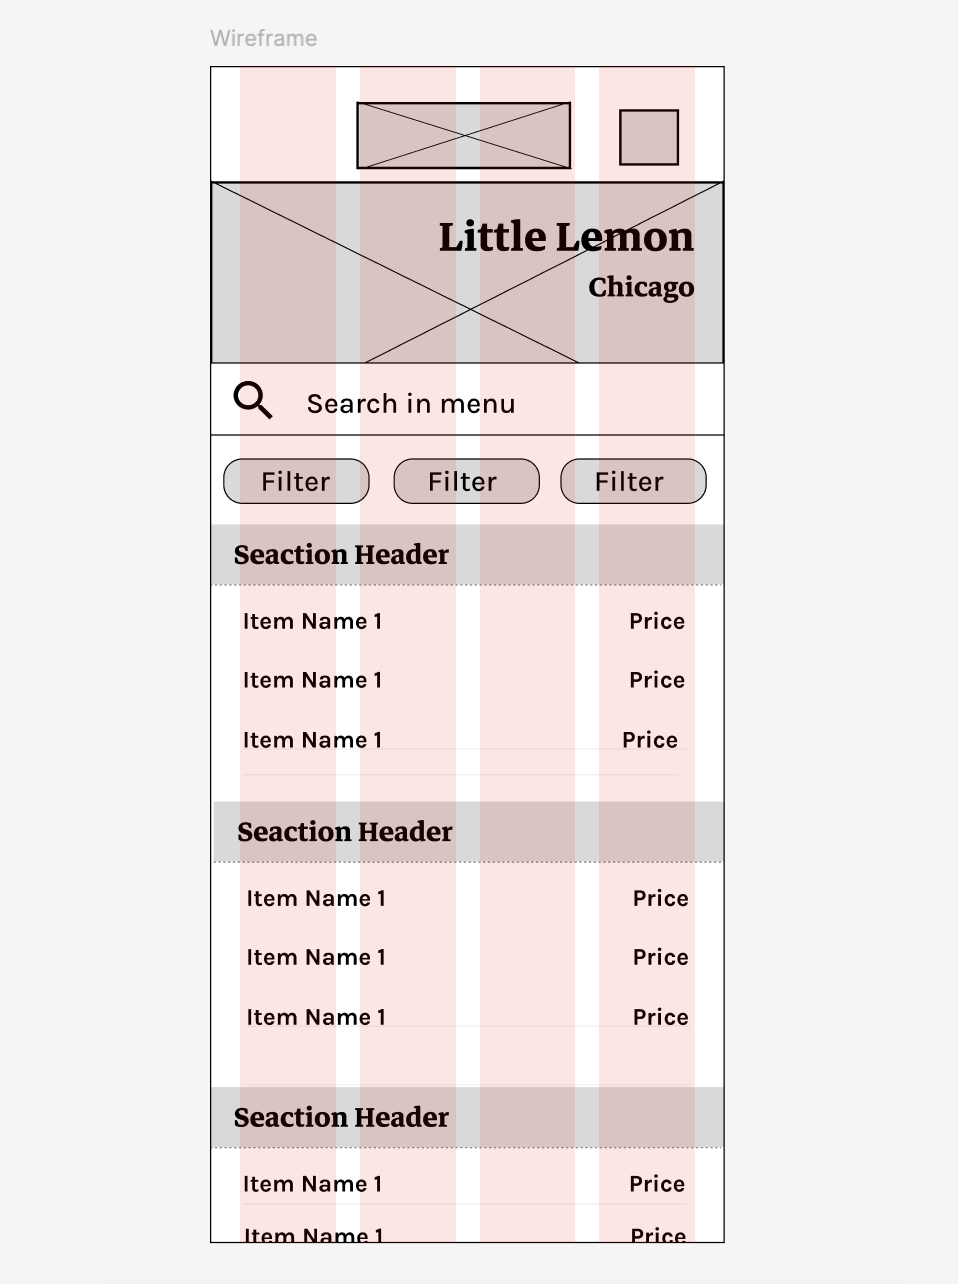 Wireframe
Little Lemon
Chicago
Search in menu
Filter Filter Filter
Seaction Header
Item Name 1 Price
Item Name 1 Price
Item Name 1 Price
Seaction Header
Item Name 1 Price
Item Name 1 Price
Item Name 1 Price
Seaction Header
Item Name 1 Price
Item Name 1 Price